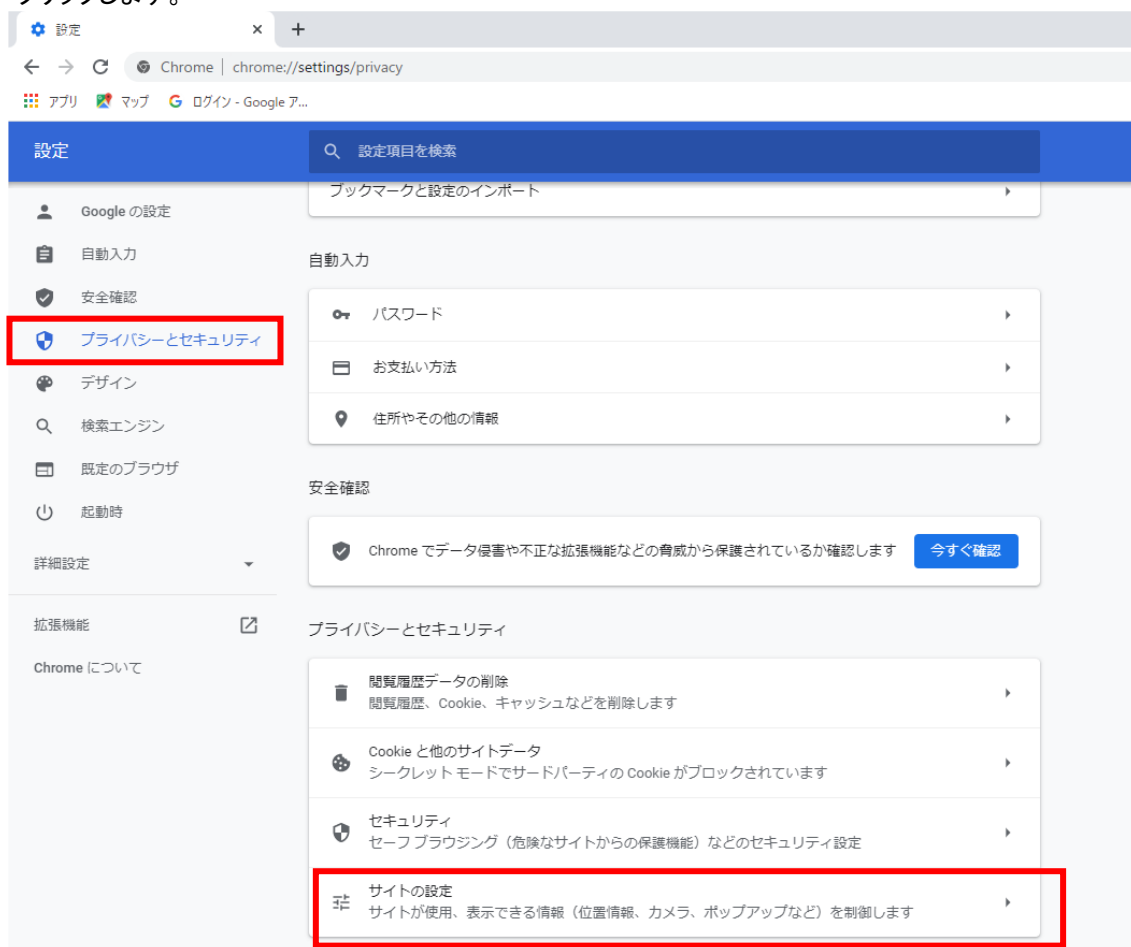 クリックします。
設定
Chrome | chrome://settings/privacy
アプリ マップ ログイン - Google ア...
設定
設定項目を検索
Google の設定
自動入力
安全確認
プライバシーとセキュリティ
デザイン
検索エンジン
既定のブラウザ
起動時
詳細設定
拡張機能
Chrome について
ブックマークと設定のインポート
自動入力
パスワード
お支払い方法
住所やその他の情報
安全確認
Chrome でデータ侵害や不正な拡張機能などの脅威から保護されているか確認します 今すぐ確認
プライバシーとセキュリティ
閲覧履歴データの削除
閲覧履歴、Cookie、キャッシュなどを削除します
Cookie と他のサイトデータ
シークレット モードでサードパーティの Cookie がブロックされています
セキュリティ
セーフ ブラウジング（危険なサイトからの保護機能）などのセキュリティ設定
サイトの設定
サイトが使用、表示できる情報（位置情報、カメラ、ポップアップなど）を制御します